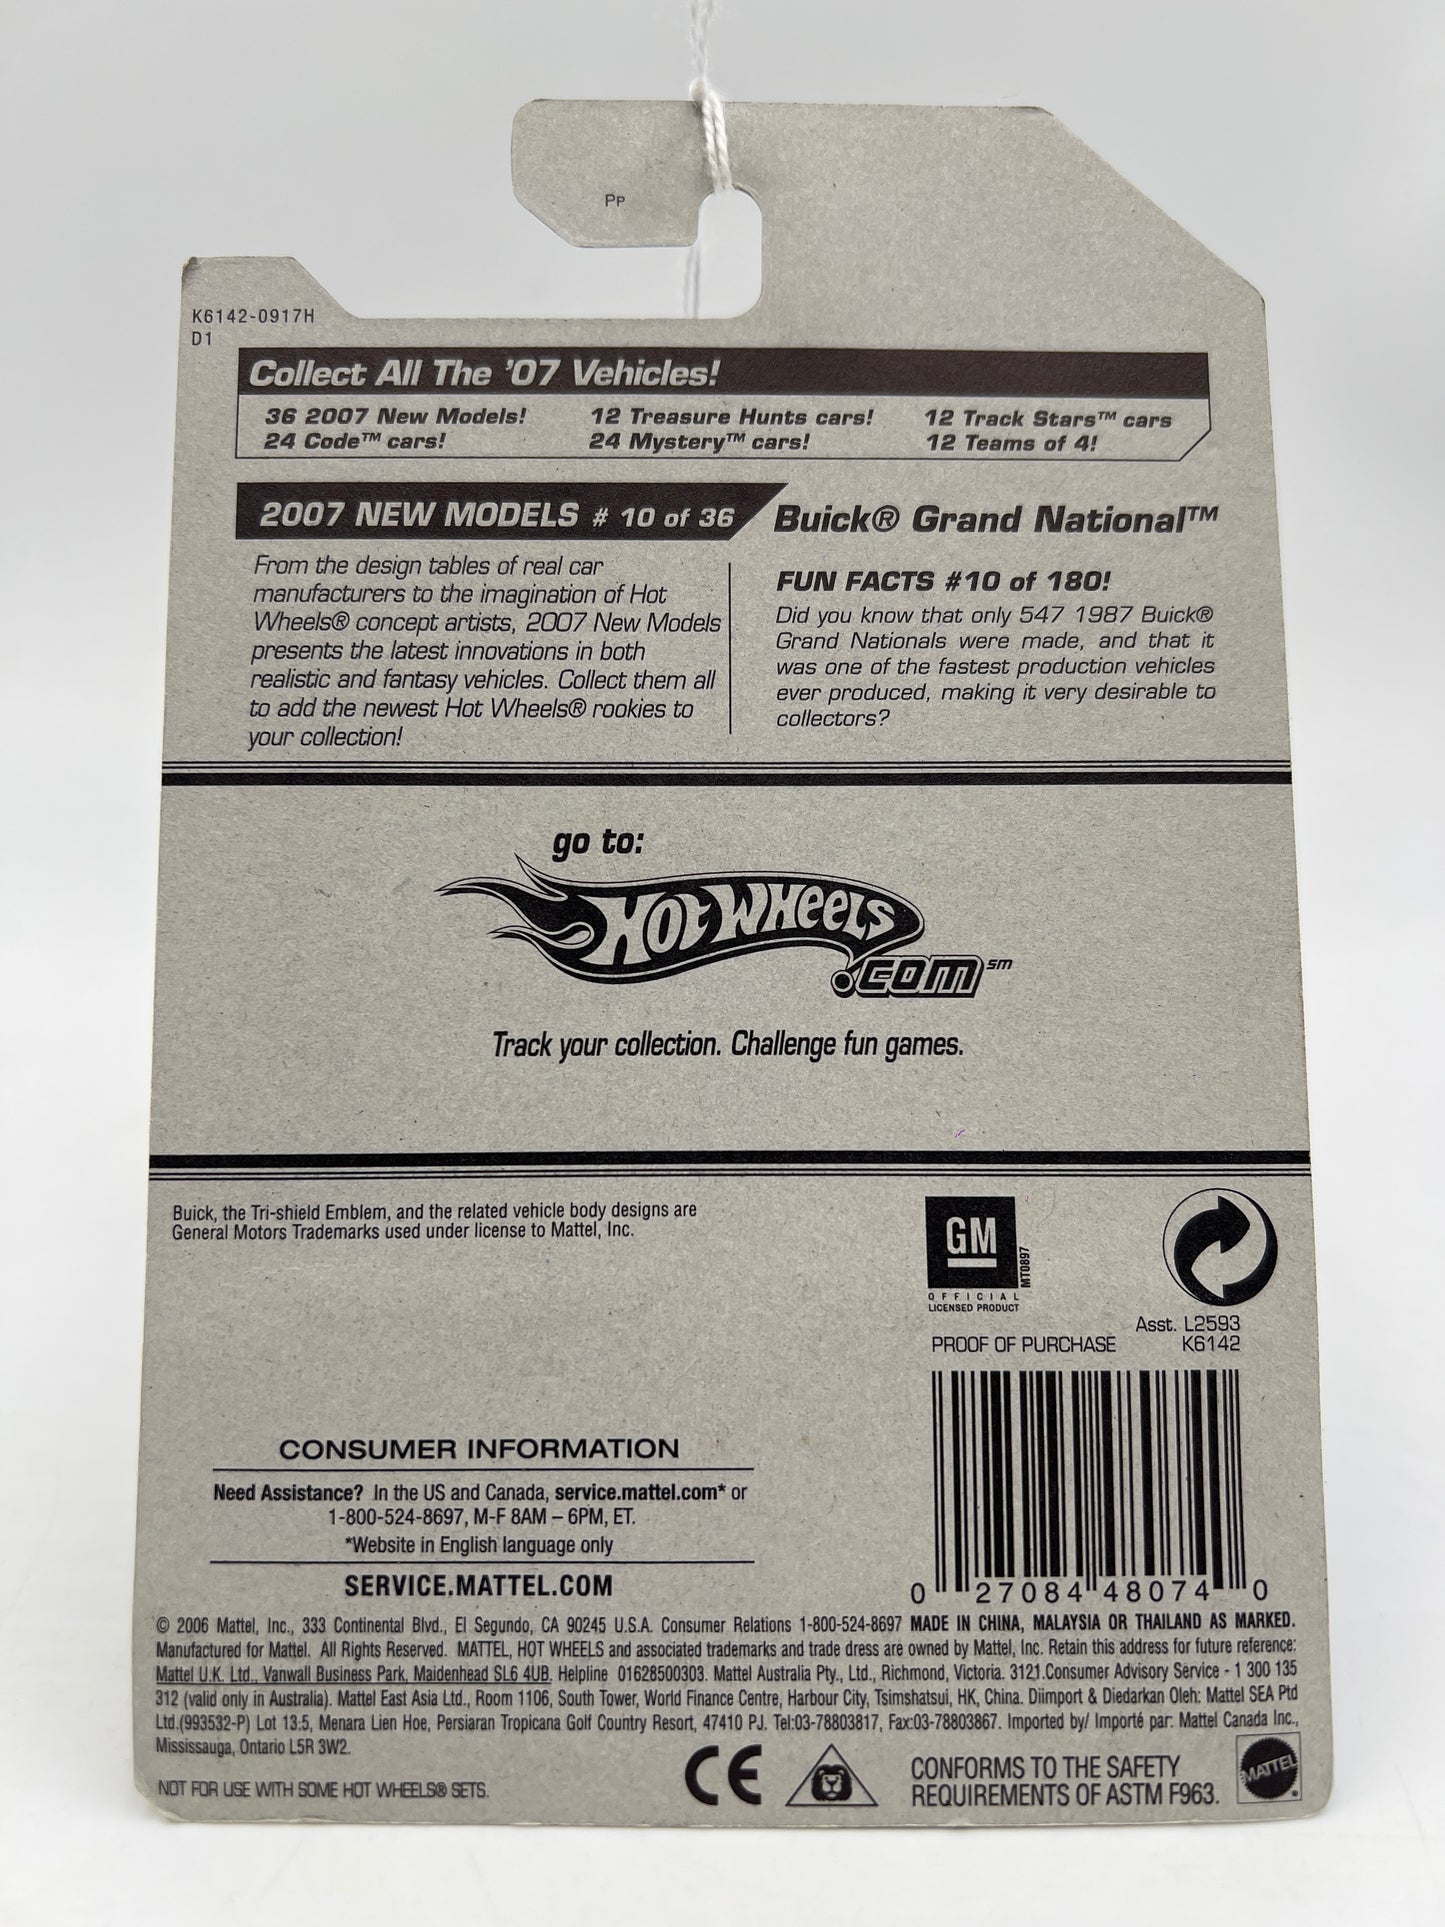 Pp
K6142-0917H
D1
Collect All The '07 Vehicles!
36 2007 New Models!
24 Code™ cars!
12 Treasure Hunts cars!
24 Mystery™ cars!
12 Track Stars™ cars
12 Teams of 4!
2007 NEW MODELS # 10 of 36
Buick® Grand National™
From the design tables of real car
manufacturers to the imagination of Hot
Wheels® concept artists, 2007 New Models
presents the latest innovations in both
realistic and fantasy vehicles. Collect them all
to add the newest Hot Wheels® rookies to
your collection!
FUN FACTS #10 of 180!
Did you know that only 547 1987 Buick®
Grand Nationals were made, and that it
was one of the fastest production vehicles
ever produced, making it very desirable to
collectors?
go to:
HOT WHEELS
.COM℠
Track your collection. Challenge fun games.
Buick, the Tri-shield Emblem, and the related vehicle body designs are
General Motors Trademarks used under license to Mattel, Inc.
GM
MT0897
OFFICIAL
LICENSED PRODUCT
Asst. L2593
PROOF OF PURCHASE K6142
0 27084 48074 0
CONSUMER INFORMATION
Need Assistance? In the US and Canada, service.mattel.com* or
1-800-524-8697, M-F 8AM – 6PM, ET.
*Website in English language only
SERVICE.MATTEL.COM
© 2006 Mattel, Inc., 333 Continental Blvd., El Segundo, CA 90245 U.S.A. Consumer Relations 1-800-524-8697 MADE IN CHINA, MALAYSIA OR THAILAND AS MARKED.
Manufactured for Mattel. All Rights Reserved. MATTEL, HOT WHEELS and associated trademarks and trade dress are owned by Mattel, Inc. Retain this address for future reference:
Mattel U.K. Ltd., Vanwall Business Park, Maidenhead SL6 4UB. Helpline 01628500303. Mattel Australia Pty., Ltd., Richmond, Victoria. 3121.Consumer Advisory Service - 1 300 135
312 (valid only in Australia). Mattel East Asia Ltd., Room 1106, South Tower, World Finance Centre, Harbour City, Tsimshatsui, HK, China. Diimport & Diedarkan Oleh: Mattel SEA Ptd
Ltd.(993532-P) Lot 13.5, Menara Lien Hoe, Persiaran Tropicana Golf Country Resort, 47410 PJ. Tel:03-78803817, Fax:03-78803867. Imported by/ Importé par: Mattel Canada Inc.,
Mississauga, Ontario L5R 3W2.
NOT FOR USE WITH SOME HOT WHEELS® SETS.
CE
CONFORMS TO THE SAFETY
REQUIREMENTS OF ASTM F963.
MATTEL®